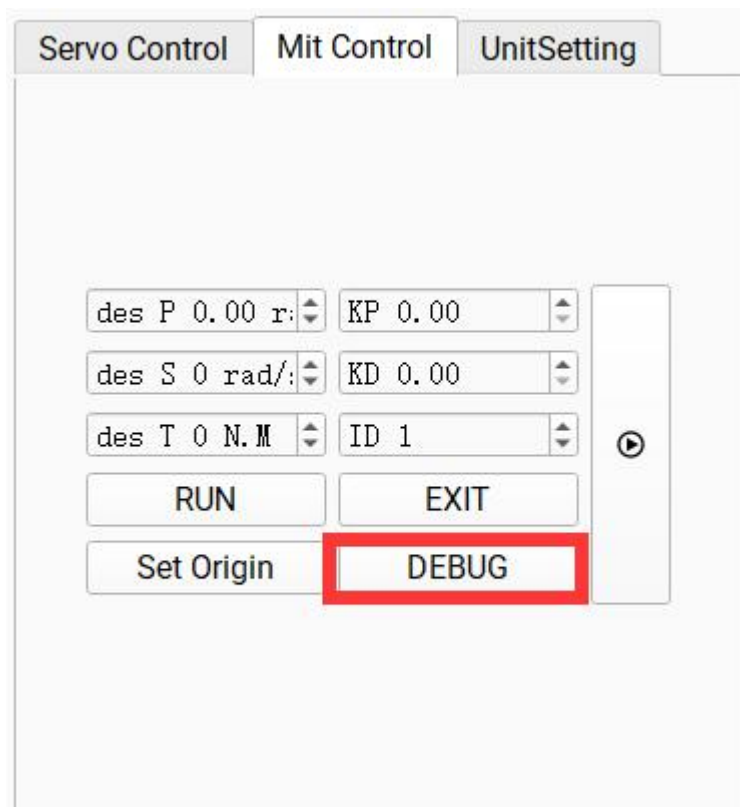 Servo Control Mit Control UnitSetting
des P 0.00 r KP 0.00
des S 0 rad/ KD 0.00
des T 0 N.M ID 1
RUN EXIT
Set Origin DEBUG